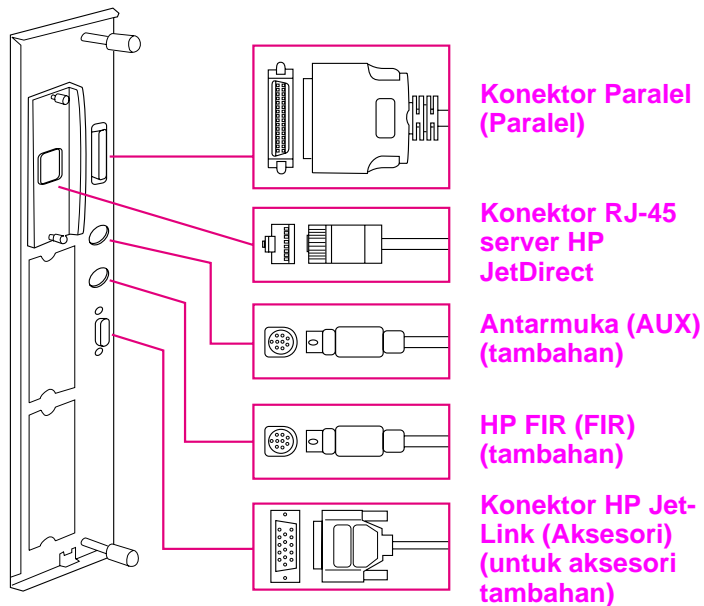 Konektor Paralel
(Paralel)
Konektor RJ-45
server HP
JetDirect
Antarmuka (AUX)
(tambahan)
HP FIR (FIR)
(tambahan)
Konektor HP Jet-
Link (Aksesori)
(untuk aksesori
tambahan)